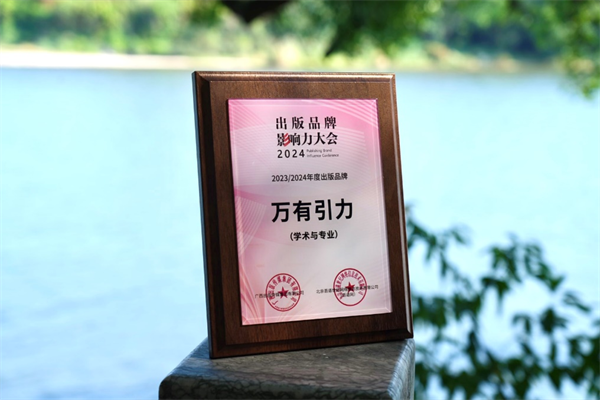 出版品牌
影响力大会
2024 Publishing Brand
Influence Conference
2023/2024年度出版品牌
万有引力
（学术与专业）